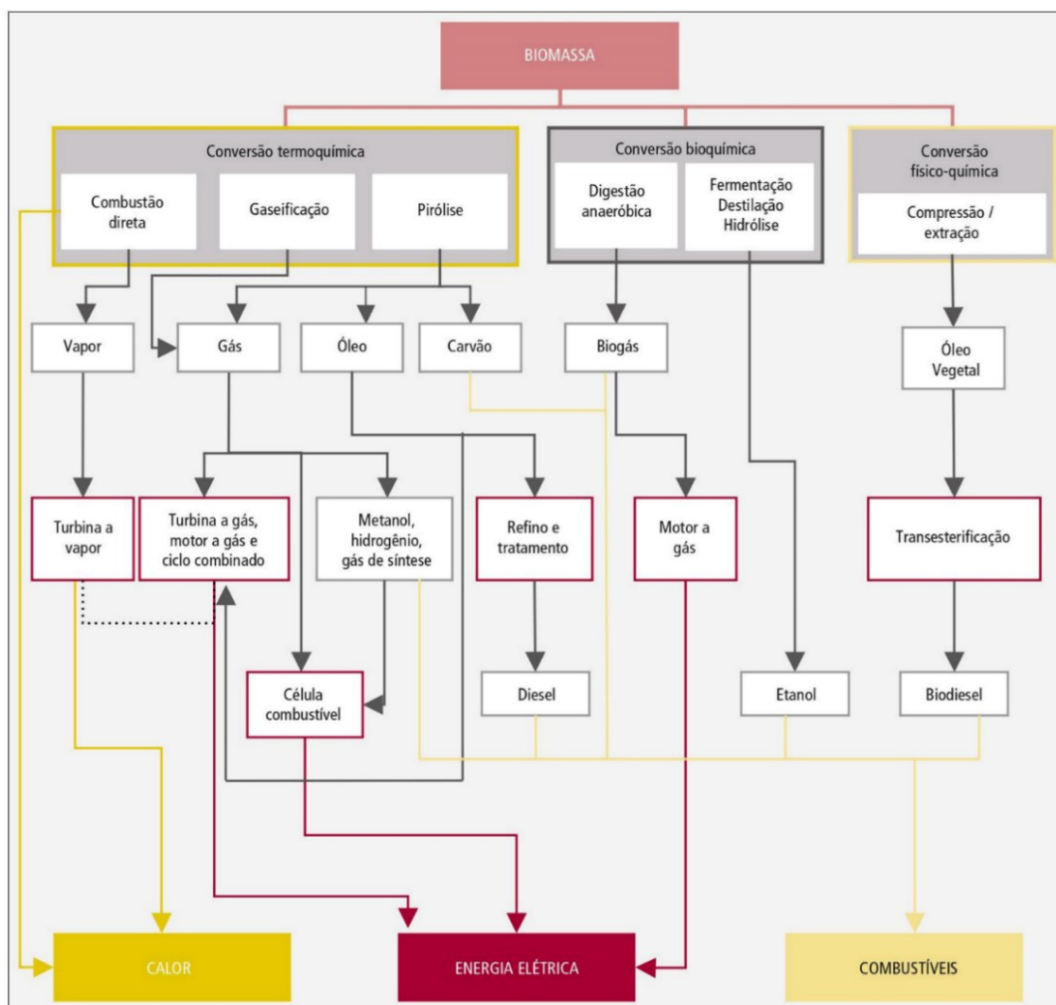 BIOMASSA
Conversão termoquímica
Combustão
direta
Gaseificação
Pirólise
Conversão bioquímica
Digestão
anaeróbica
Fermentação
Destilação
Hidrólise
Conversão
físico-química
Compressão /
extração
Vapor
Gás
Óleo
Carvão
Biogás
Óleo
Vegetal
Turbina a
vapor
Turbina a gás,
motor a gás e
ciclo combinado
Metanol,
hidrogênio,
gás de síntese
Refino e
tratamento
Motor a
gás
Transesterificação
Célula
combustível
Diesel
Etanol
Biodiesel
CALOR
ENERGIA ELÉTRICA
COMBUSTÍVEIS